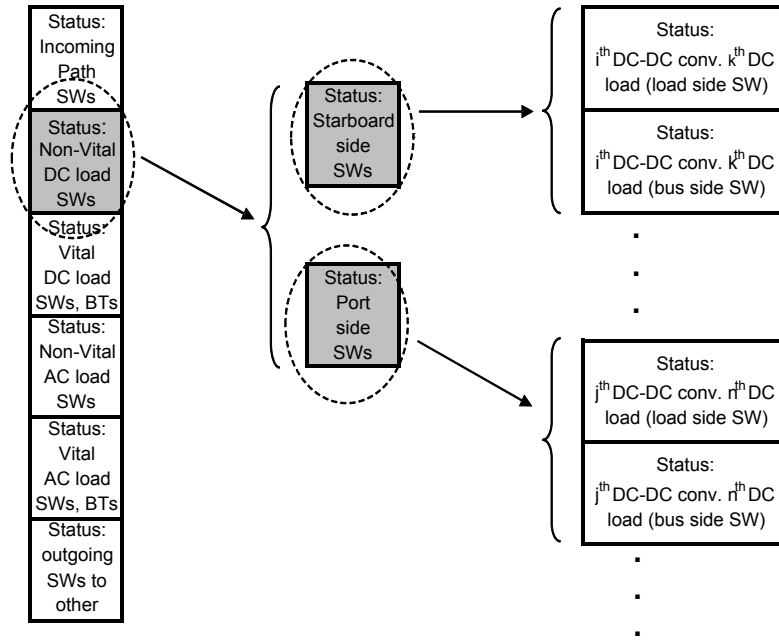 Status:
Incoming
Path
SWs
Status:
Non-Vital
DC load
SWs
Status:
Vital
DC load
SWs, BTs
Status:
Non-Vital
AC load
SWs
Status:
Vital
AC load
SWs, BTs
Status:
outgoing
SWs to
other
Status:
Starboard
side
SWs
Status:
Port
side
SWs
Status:
i^th DC-DC conv. k^th DC
load (load side SW)
Status:
i^th DC-DC conv. k^th DC
load (bus side SW)
.
.
.
Status:
j^th DC-DC conv. n^th DC
load (load side SW)
Status:
j^th DC-DC conv. n^th DC
load (bus side SW)
.
.
.